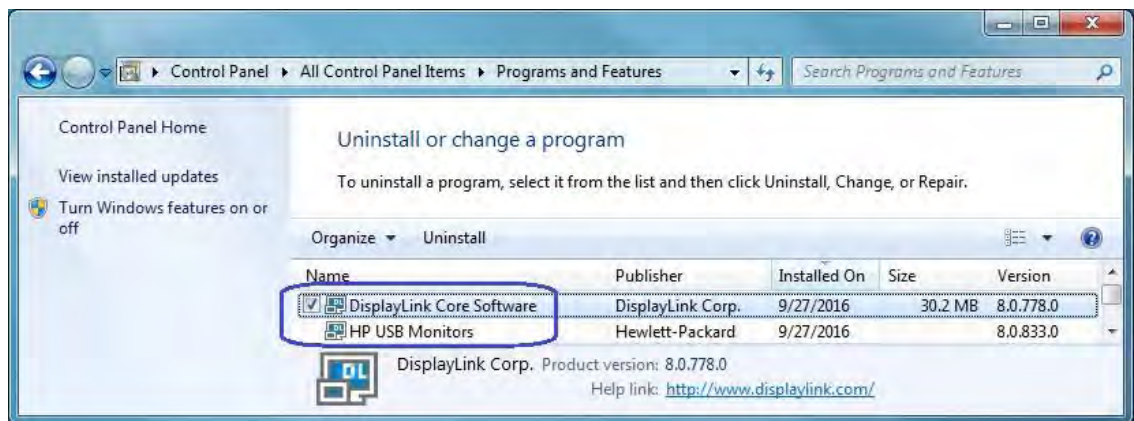 Control Panel ▸ All Control Panel Items ▸ Programs and Features
Search Programs and Features
Control Panel Home
View installed updates
Turn Windows features on or
off
Uninstall or change a program
To uninstall a program, select it from the list and then click Uninstall, Change, or Repair.
Organize Uninstall
Name Publisher Installed On Size Version
DL DisplayLink Core Software DisplayLink Corp. 9/27/2016 30.2 MB 8.0.778.0
DL HP USB Monitors Hewlett-Packard 9/27/2016 8.0.833.0
DL
DisplayLink Corp. Product version: 8.0.778.0
Help link: http://www.displaylink.com/